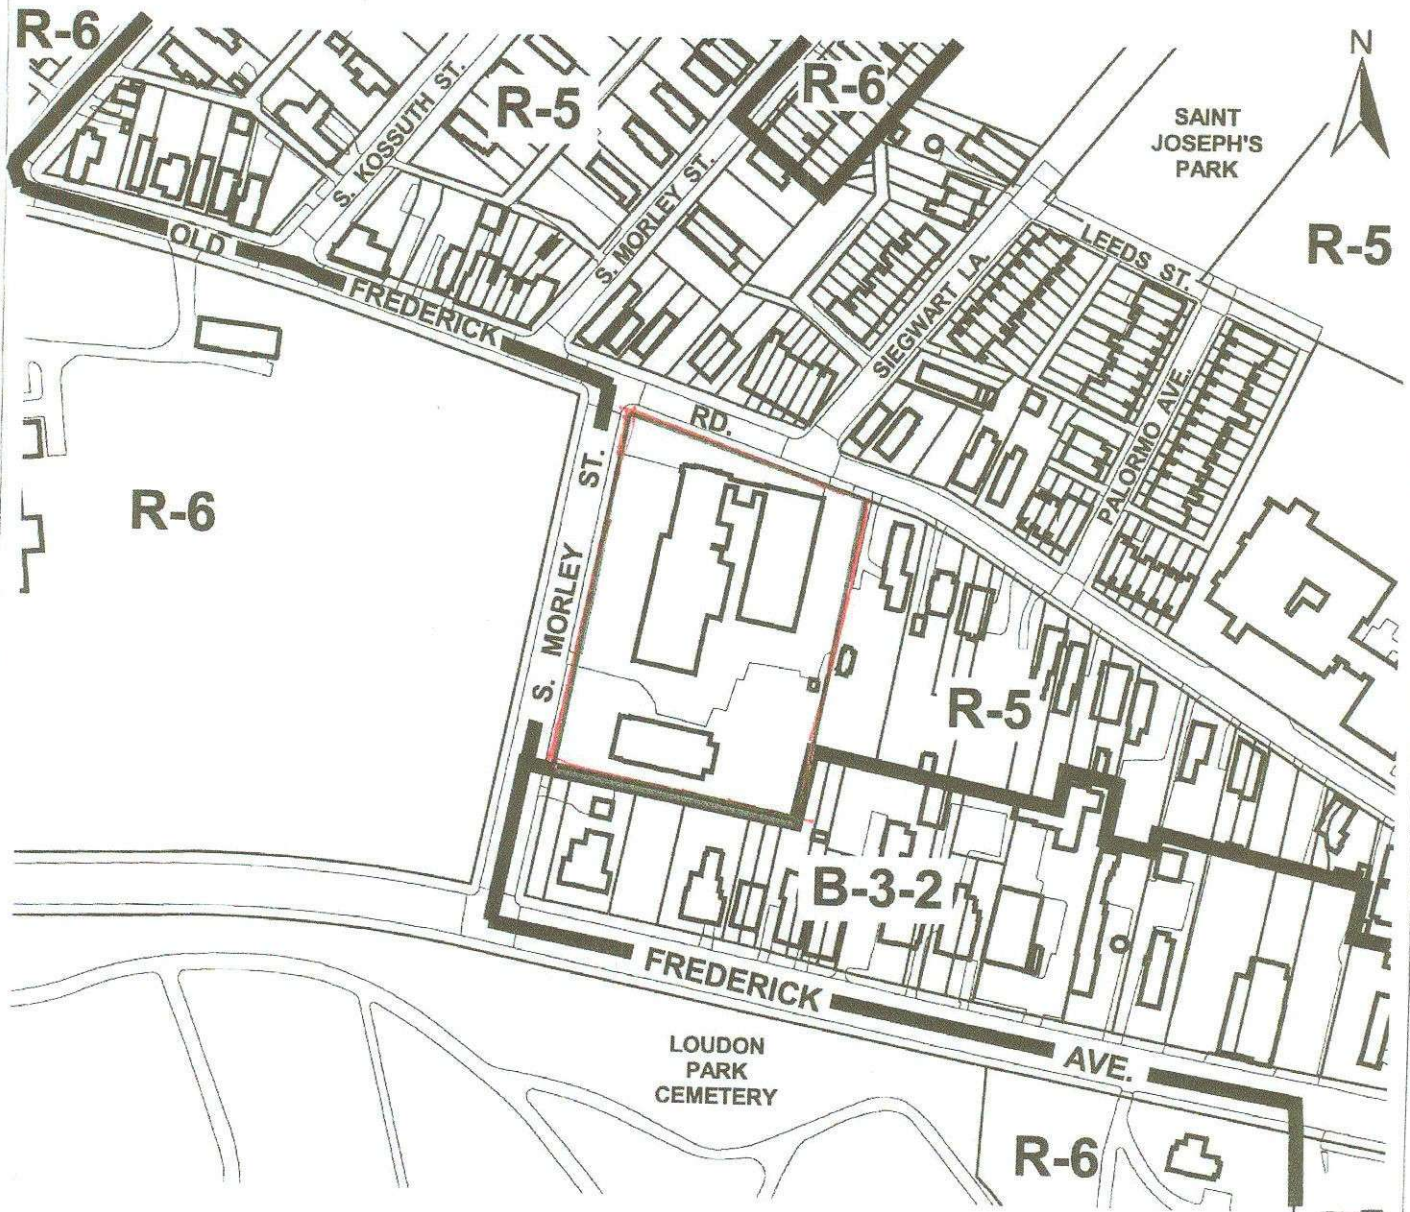 R-6
R-5
R-6
N
SAINT
JOSEPH'S
PARK
S. KOSSUTH ST.
S. MORLEY ST.
SIEGWART LA.
LEEDS ST.
R-5
OLD FREDERICK RD.
PALORMO AVE.
R-6
S. MORLEY ST.
R-5
B-3-2
FREDERICK AVE.
LOUDON
PARK
CEMETERY
R-6